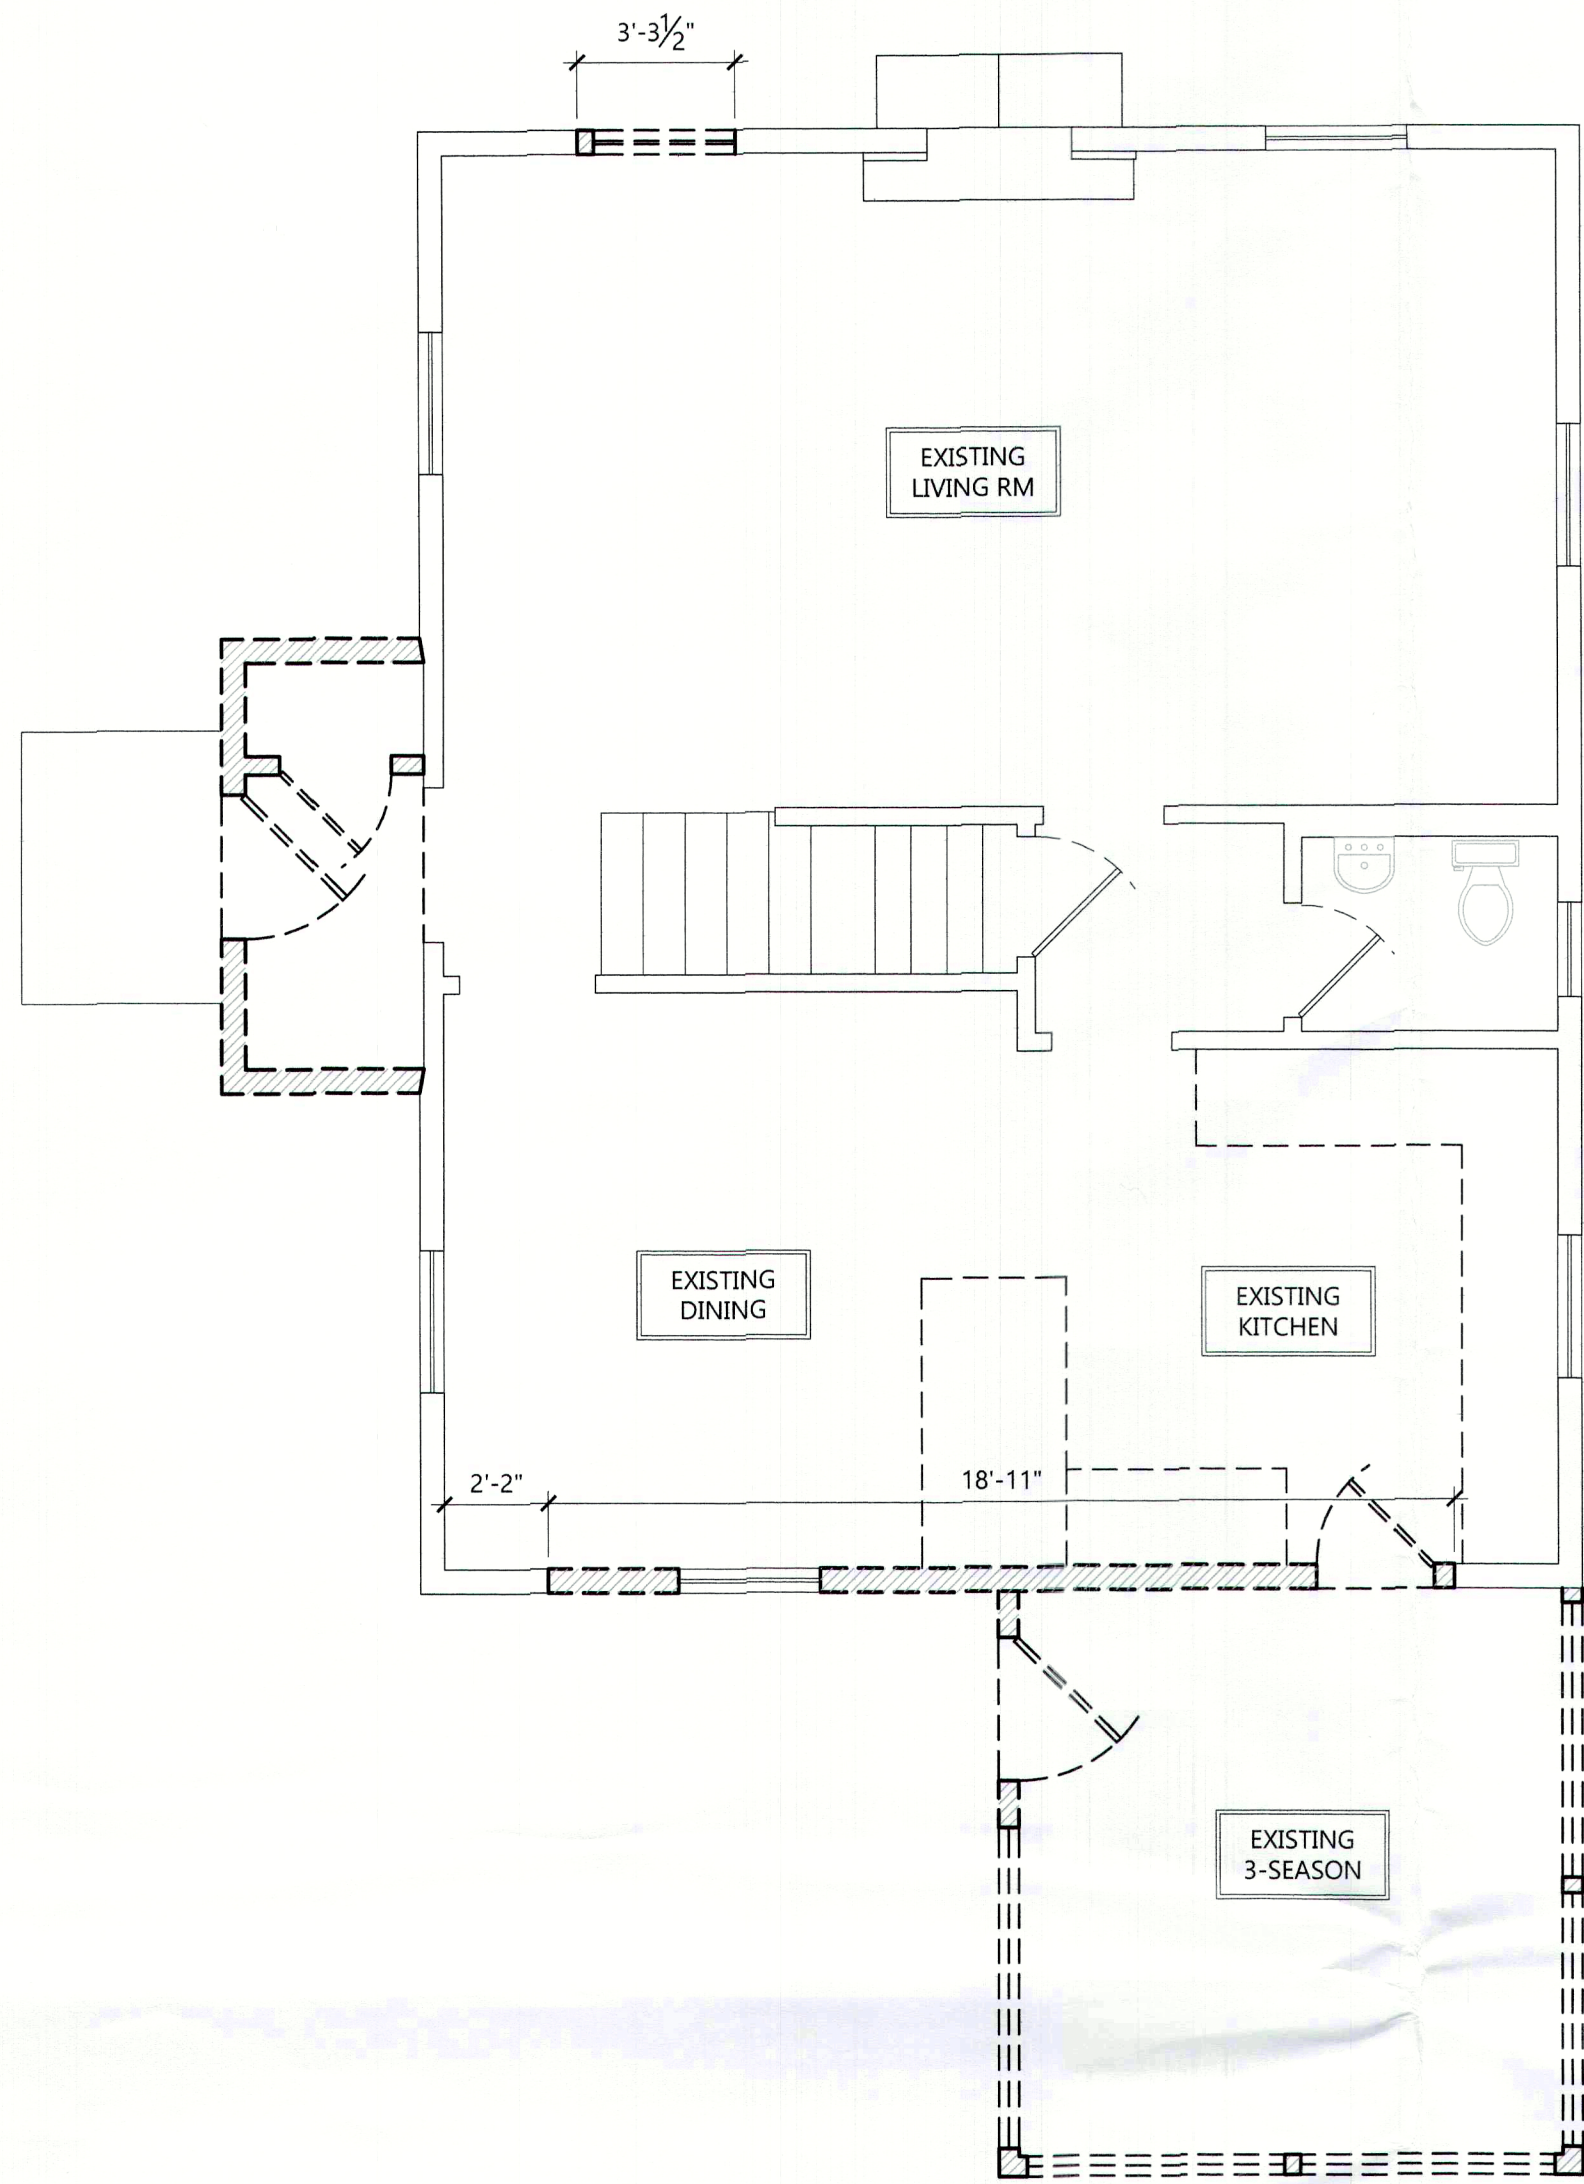 3'-3½"
EXISTING
LIVING RM
EXISTING
DINING
EXISTING
KITCHEN
2'-2"
18'-11"
EXISTING
3-SEASON